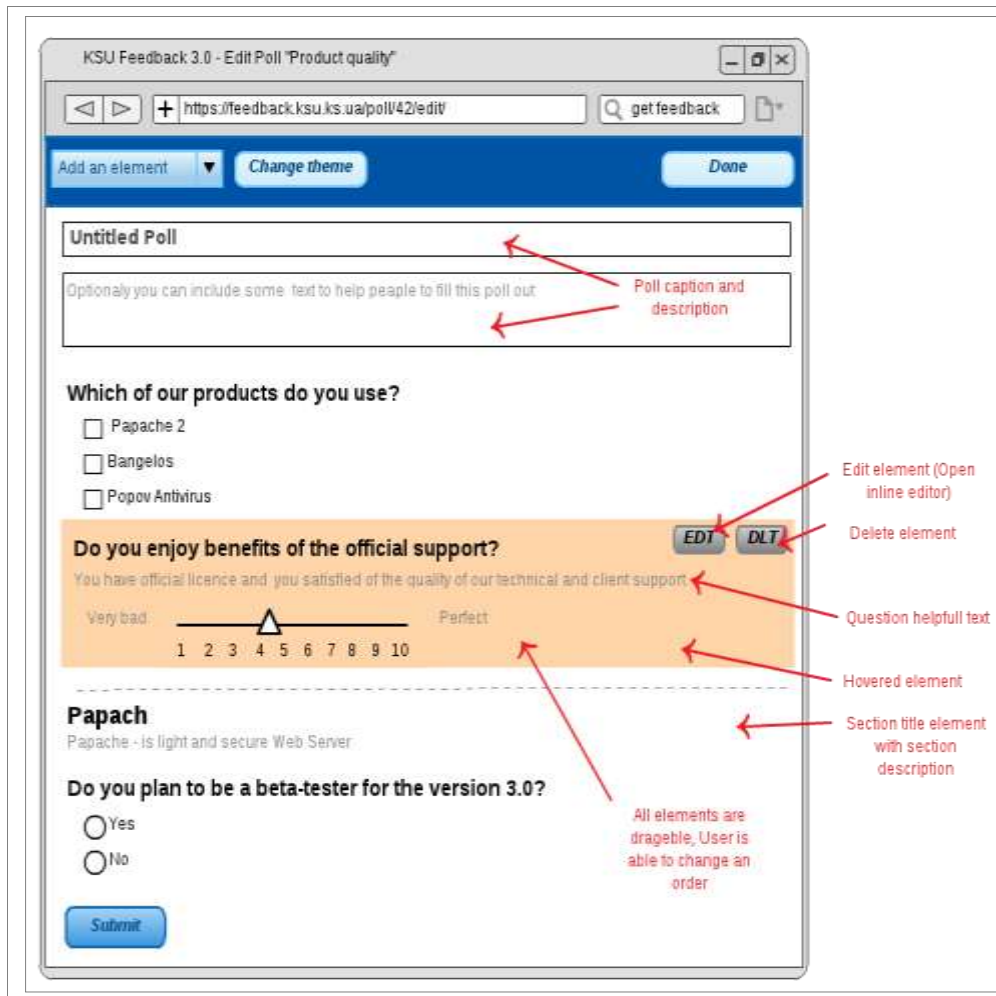 KSU Feedback 3.0 - Edit Poll "Product quality"
https://feedback.ksu.ks.ua/poll/42/edit/
get feedback
Add an element
Change theme
Done
Untitled Poll
Optionaly you can include some text to help peaple to fill this poll out
Poll caption and
description
Which of our products do you use?
Papache 2
Bangelos
Popov Antivirus
Edit element (Open
inline editor)
Do you enjoy benefits of the official support?
EDT
DLT
Delete element
You have official licence and you satisfied of the quality of our technical and client support
Question helpfull text
Very bad
Perfect
1 2 3 4 5 6 7 8 9 10
Hovered element
Papach
Papache - is light and secure Web Server
Section title element
with section
description
Do you plan to be a beta-tester for the version 3.0?
Yes
No
All elements are
drageble, User is
able to change an
order
Submit